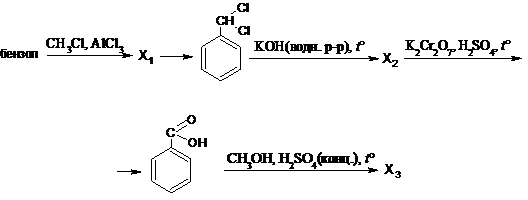 бензол CH3Cl, AlCl3 X1 CH Cl Cl KOH(водн. р-р), t° X2 K2Cr2O7, H2SO4, t°
C O OH CH3OH, H2SO4(конц.), t° X3